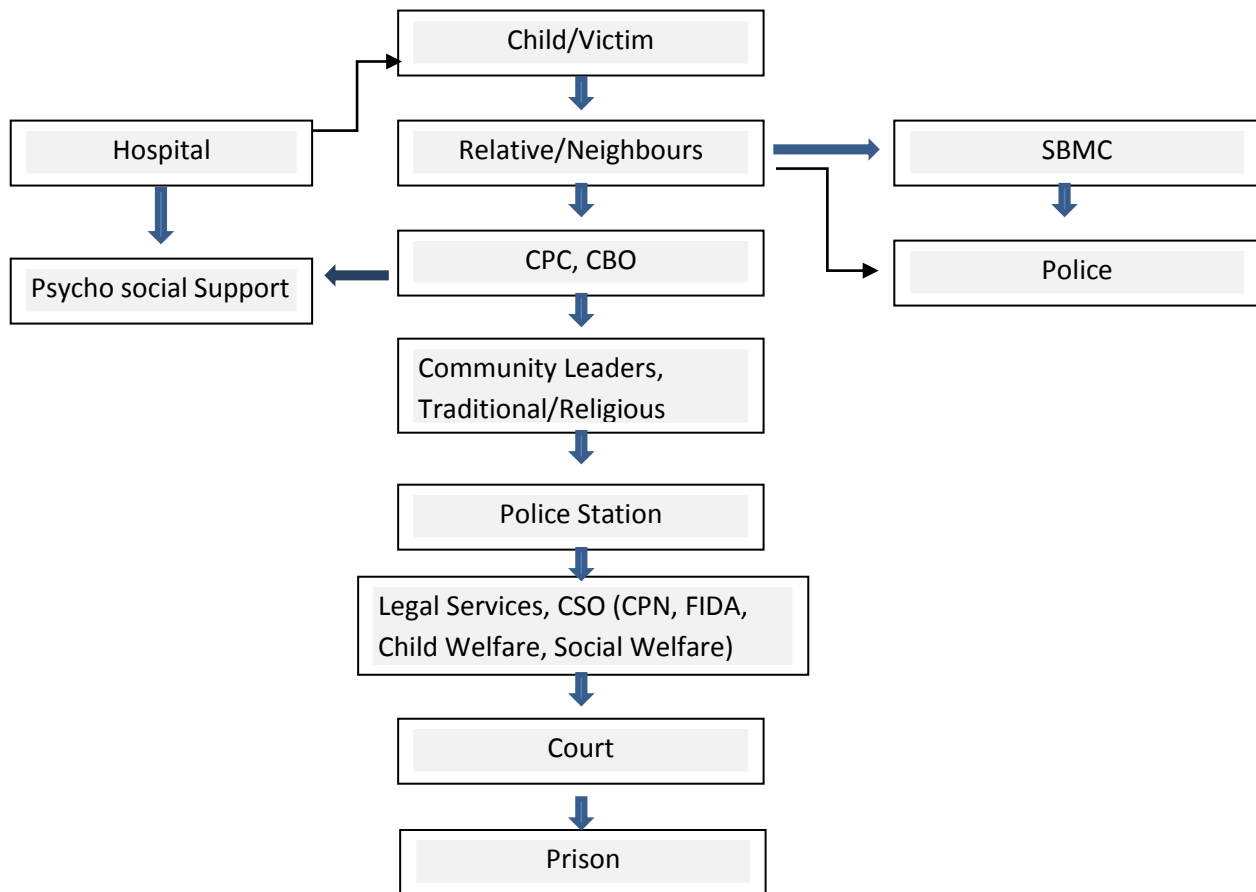 Child/Victim
Hospital
Relative/Neighbours
SBMC
Psycho social Support
CPC, CBO
Police
Community Leaders,
Traditional/Religious
Police Station
Legal Services, CSO (CPN, FIDA,
Child Welfare, Social Welfare)
Court
Prison